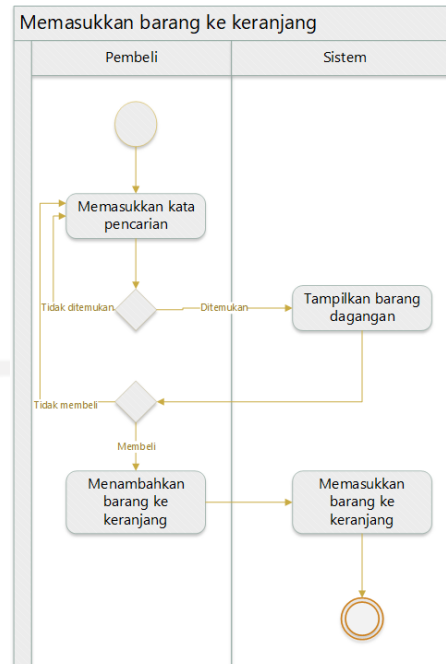 Memasukkan barang ke keranjang
Pembeli
Sistem
Memasukkan kata
pencarian
Tidak ditemukan
Ditemukan
Tampilkan barang
dagangan
Tidak membeli
Membeli
Menambahkan
barang ke
keranjang
Memasukkan
barang ke
keranjang